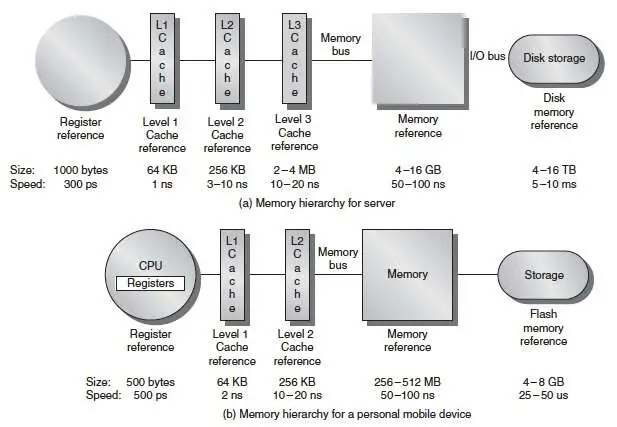 L1 Cache
L2 Cache
L3 Cache
Memory
bus
I/O bus
Disk storage
Register
reference
Level 1
Cache
reference
Level 2
Cache
reference
Level 3
Cache
reference
Memory
reference
Disk
memory
reference
Size: 1000 bytes 64 KB 256 KB 2–4 MB 4–16 GB 4–16 TB
Speed: 300 ps 1 ns 3–10 ns 10–20 ns 50–100 ns 5–10 ms
(a) Memory hierarchy for server
CPU
Registers
L1 Cache
L2 Cache
Memory
bus
Memory
Storage
Register
reference
Level 1
Cache
reference
Level 2
Cache
reference
Memory
reference
Flash
memory
reference
Size: 500 bytes 64 KB 256 KB 256–512 MB 4–8 GB
Speed: 500 ps 2 ns 10–20 ns 50–100 ns 25–50 us
(b) Memory hierarchy for a personal mobile device